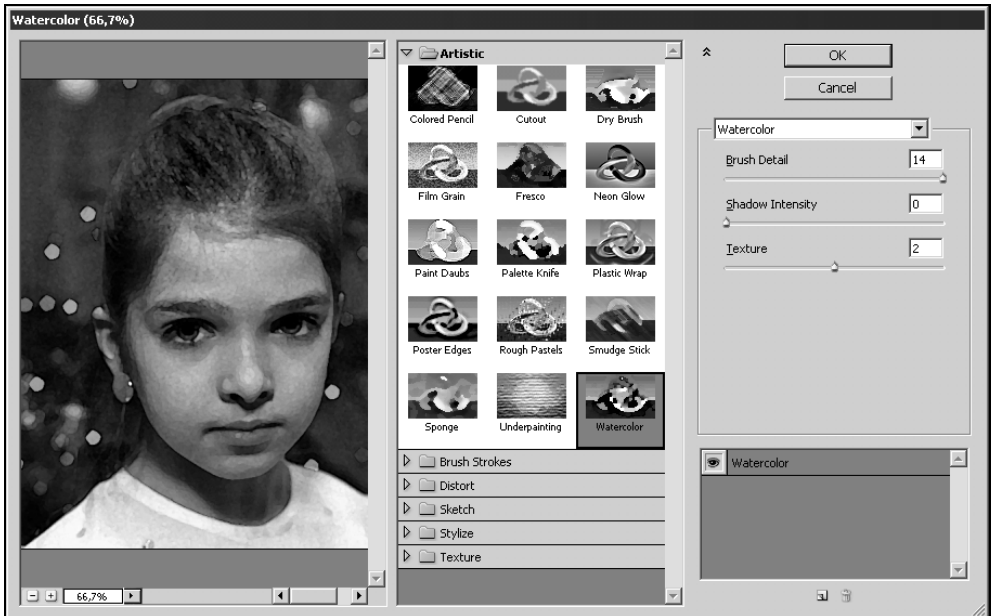 Watercolor (66,7%)
Artistic
Colored Pencil
Cutout
Dry Brush
Film Grain
Fresco
Neon Glow
Paint Daubs
Palette Knife
Plastic Wrap
Poster Edges
Rough Pastels
Smudge Stick
Sponge
Underpainting
Watercolor
Brush Strokes
Distort
Sketch
Stylize
Texture
66,7%
OK
Cancel
Watercolor
Brush Detail 14
Shadow Intensity 0
Texture 2
Watercolor